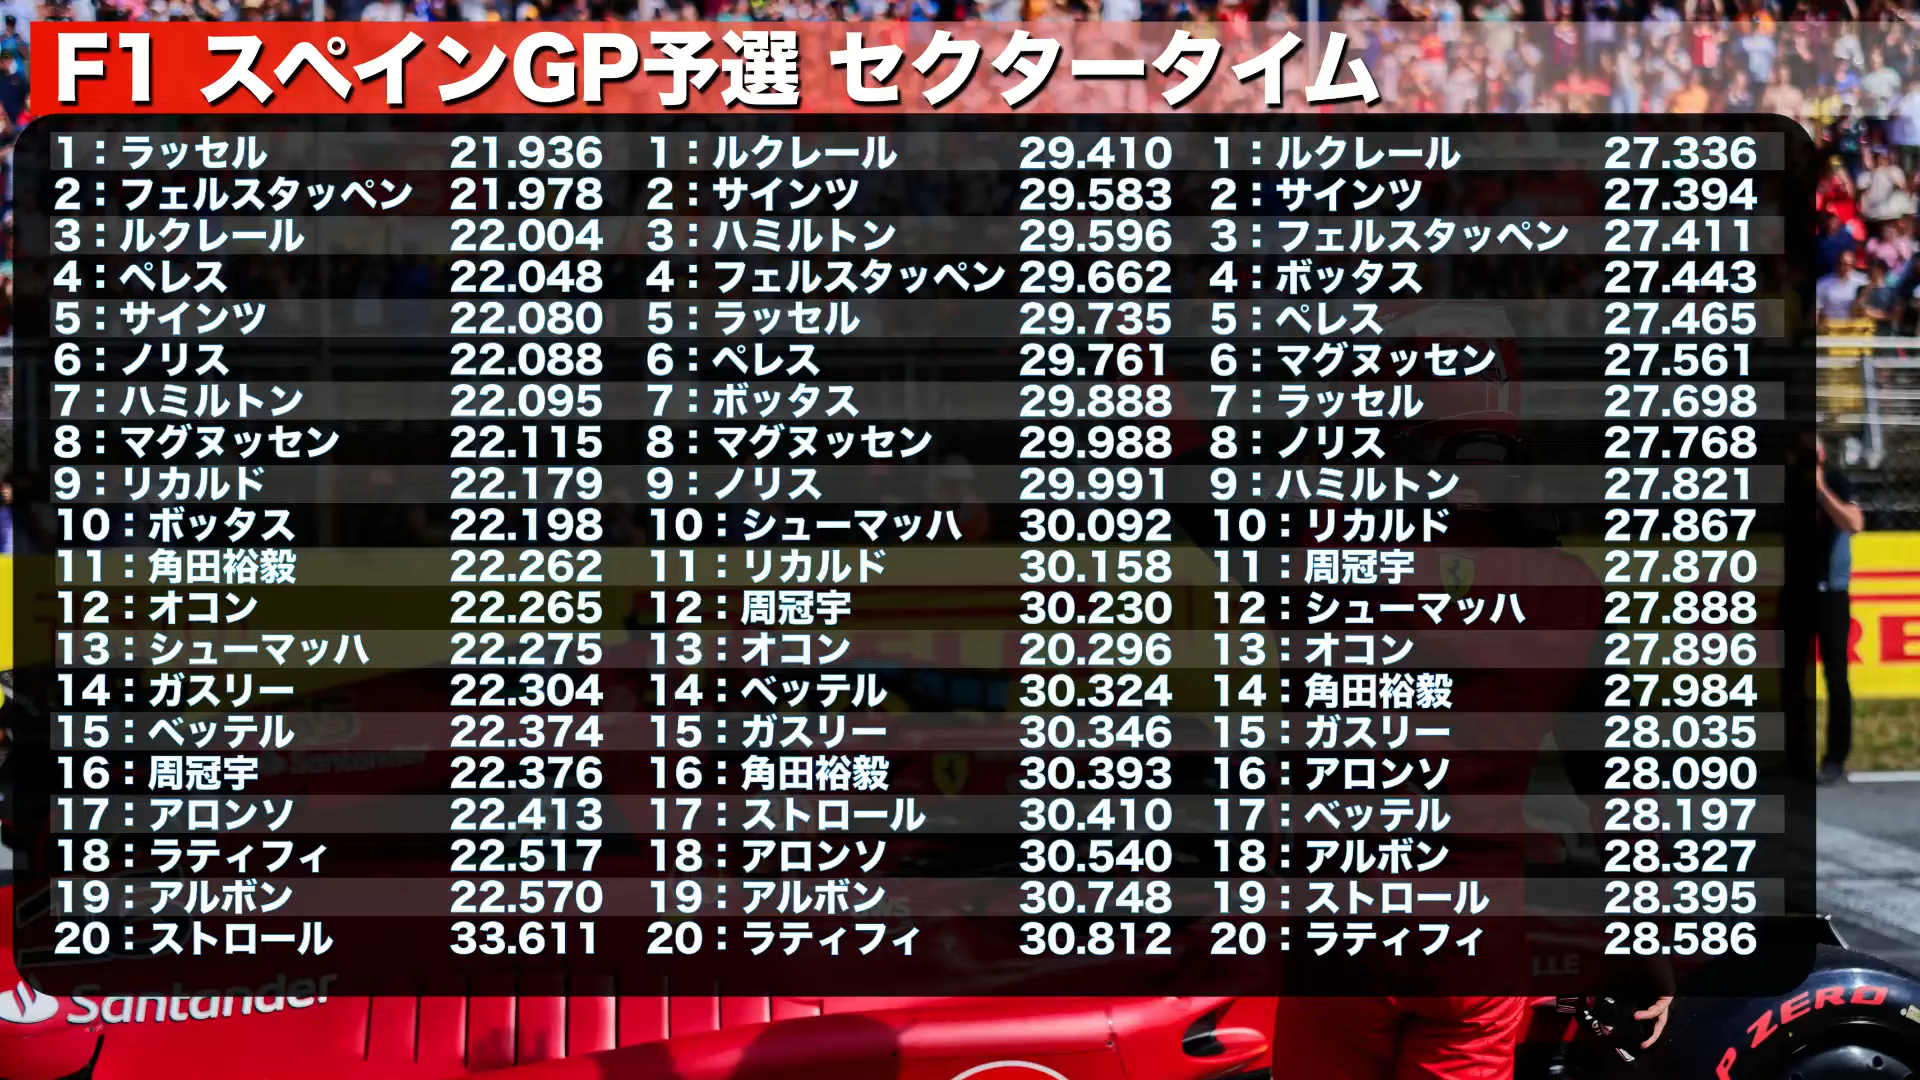 F1 スペインGP予選 セクタータイム
1：ラッセル 21.936 1：ルクレール 29.410 1：ルクレール 27.336
2：フェルスタッペン 21.978 2：サインツ 29.583 2：サインツ 27.394
3：ルクレール 22.004 3：ハミルトン 29.596 3：フェルスタッペン 27.411
4：ペレス 22.048 4：フェルスタッペン 29.662 4：ボッタス 27.443
5：サインツ 22.080 5：ラッセル 29.735 5：ペレス 27.465
6：ノリス 22.088 6：ペレス 29.761 6：マグヌッセン 27.561
7：ハミルトン 22.095 7：ボッタス 29.888 7：ラッセル 27.698
8：マグヌッセン 22.115 8：マグヌッセン 29.988 8：ノリス 27.768
9：リカルド 22.179 9：ノリス 29.991 9：ハミルトン 27.821
10：ボッタス 22.198 10：シューマッハ 30.092 10：リカルド 27.867
11：角田裕毅 22.262 11：リカルド 30.158 11：周冠宇 27.870
12：オコン 22.265 12：周冠宇 30.230 12：シューマッハ 27.888
13：シューマッハ 22.275 13：オコン 20.296 13：オコン 27.896
14：ガスリー 22.304 14：ベッテル 30.324 14：角田裕毅 27.984
15：ベッテル 22.374 15：ガスリー 30.346 15：ガスリー 28.035
16：周冠宇 22.376 16：角田裕毅 30.393 16：アロンソ 28.090
17：アロンソ 22.413 17：ストロール 30.410 17：ベッテル 28.197
18：ラティフィ 22.517 18：アロンソ 30.540 18：アルボン 28.327
19：アルボン 22.570 19：アルボン 30.748 19：ストロール 28.395
20：ストロール 33.611 20：ラティフィ 30.812 20：ラティフィ 28.586
Santander
ZERO